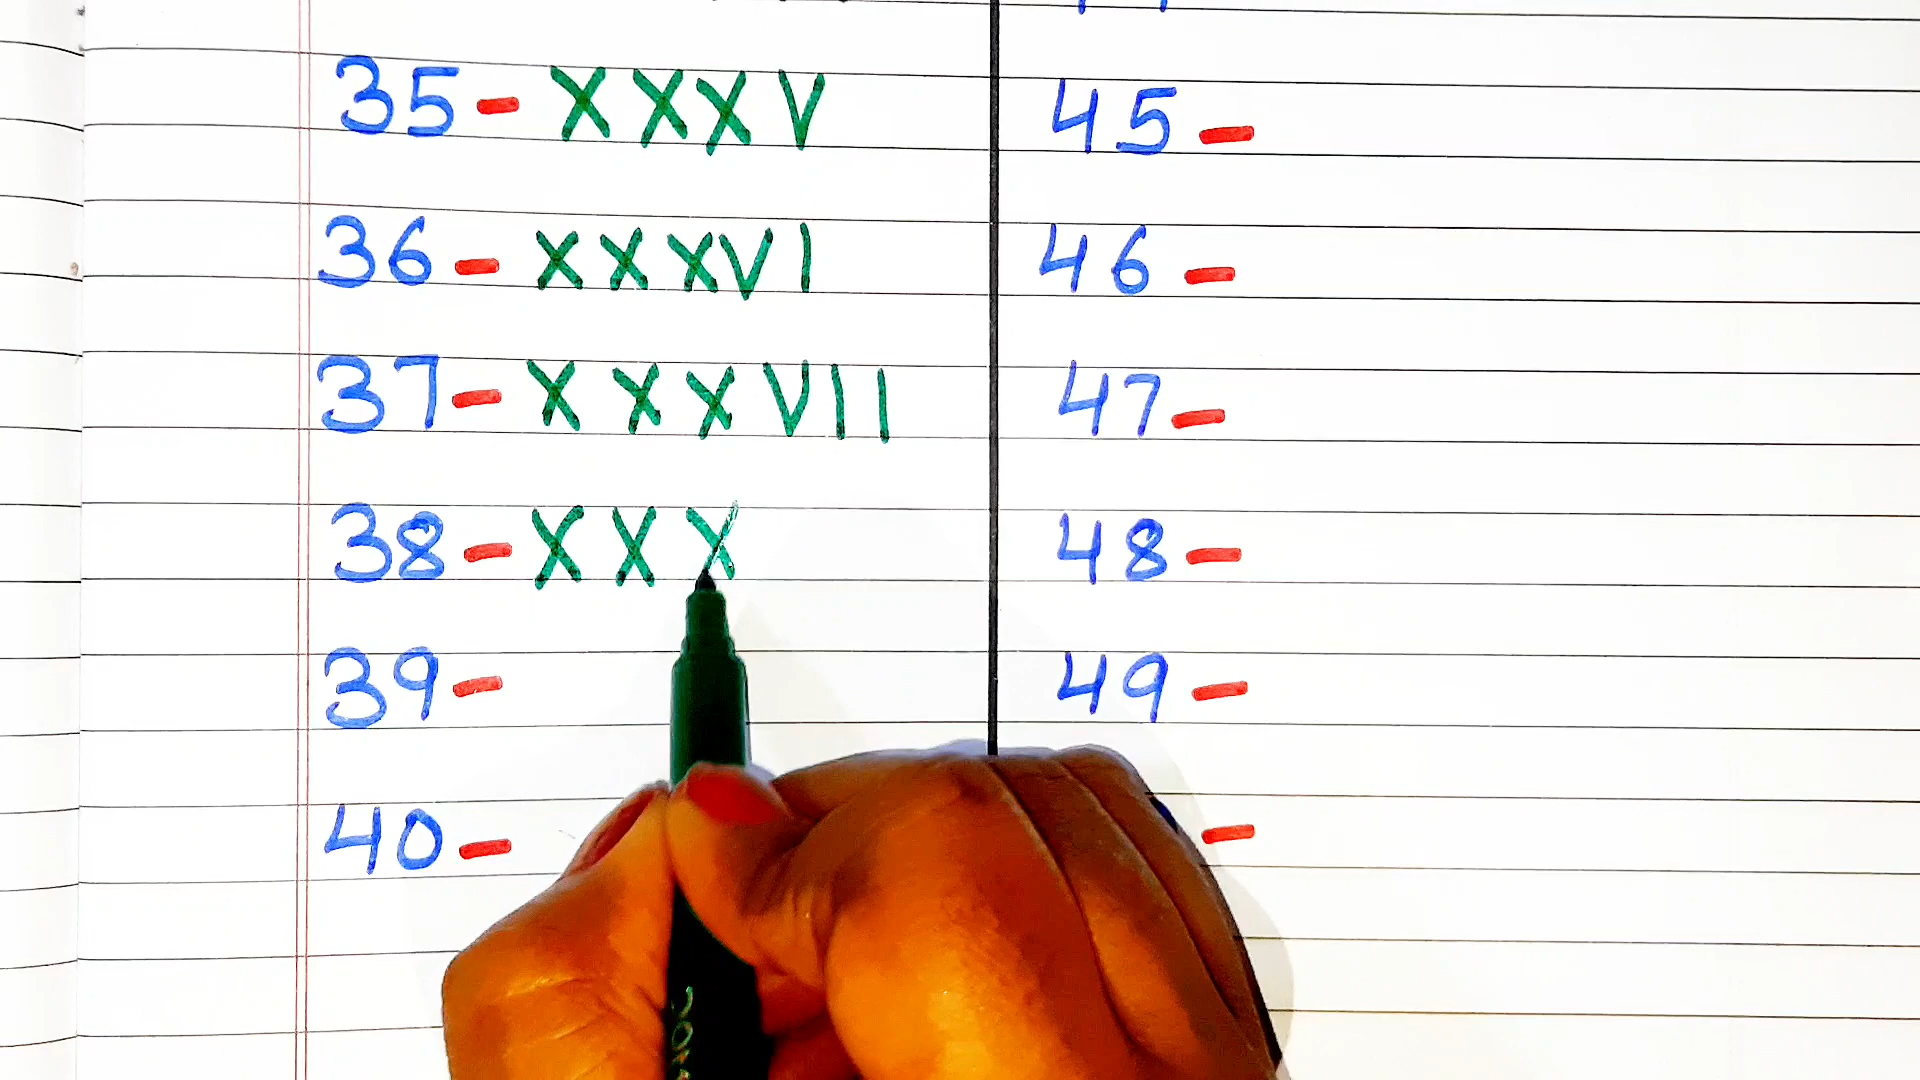 35 - XXXV
36 - XXXVI
37 - XXXVII
38 - XXX
39 -
40 -
45 -
46 -
47 -
48 -
49 -
-